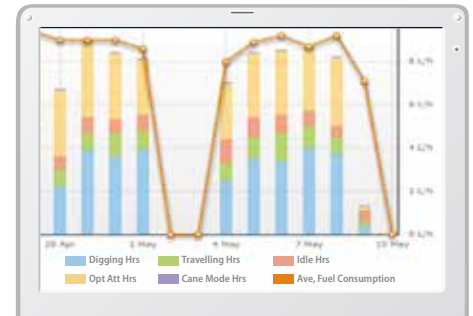 8 L/h
6 L/h
4 L/h
2 L/h
0 L/h
28 Apr 1 May 4 May 7 May 10 May
Digging Hrs Travelling Hrs Idle Hrs
Opt Att Hrs Cane Mode Hrs Ave, Fuel Consumption